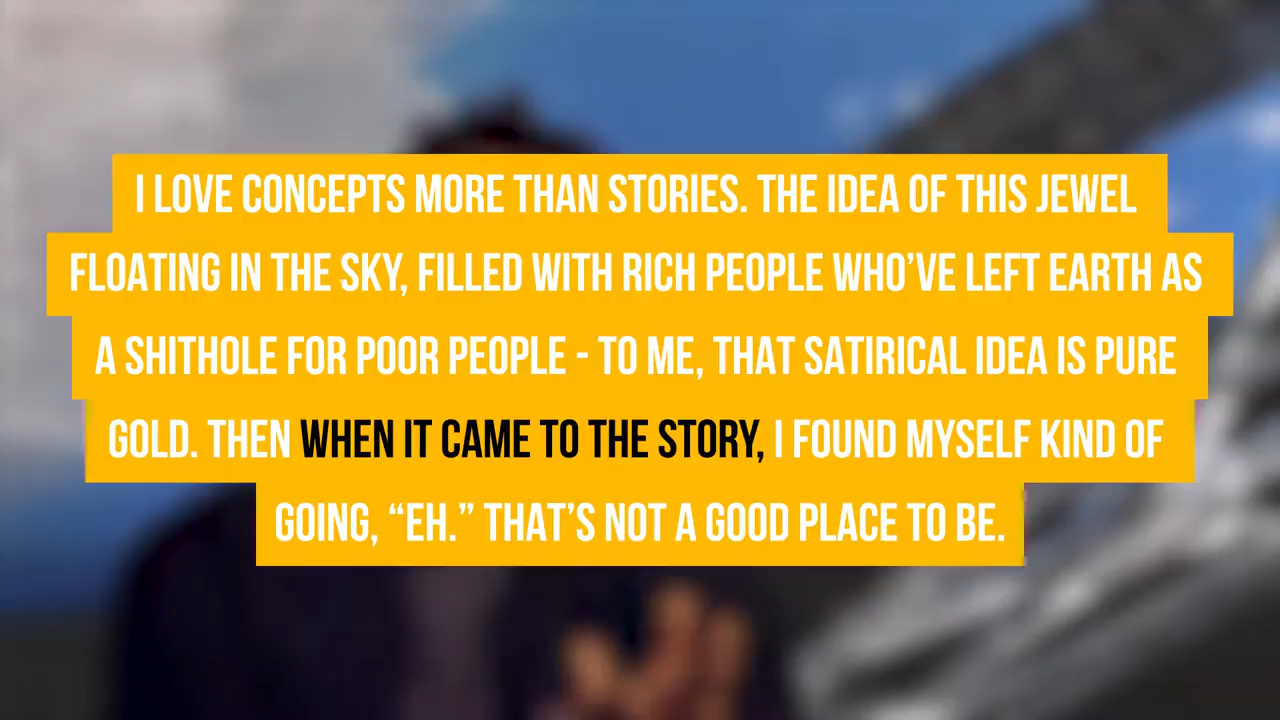 I LOVE CONCEPTS MORE THAN STORIES. THE IDEA OF THIS JEWEL
FLOATING IN THE SKY, FILLED WITH RICH PEOPLE WHO’VE LEFT EARTH AS
A SHITHOLE FOR POOR PEOPLE - TO ME, THAT SATIRICAL IDEA IS PURE
GOLD. THEN WHEN IT CAME TO THE STORY, I FOUND MYSELF KIND OF
GOING, “EH.” THAT’S NOT A GOOD PLACE TO BE.